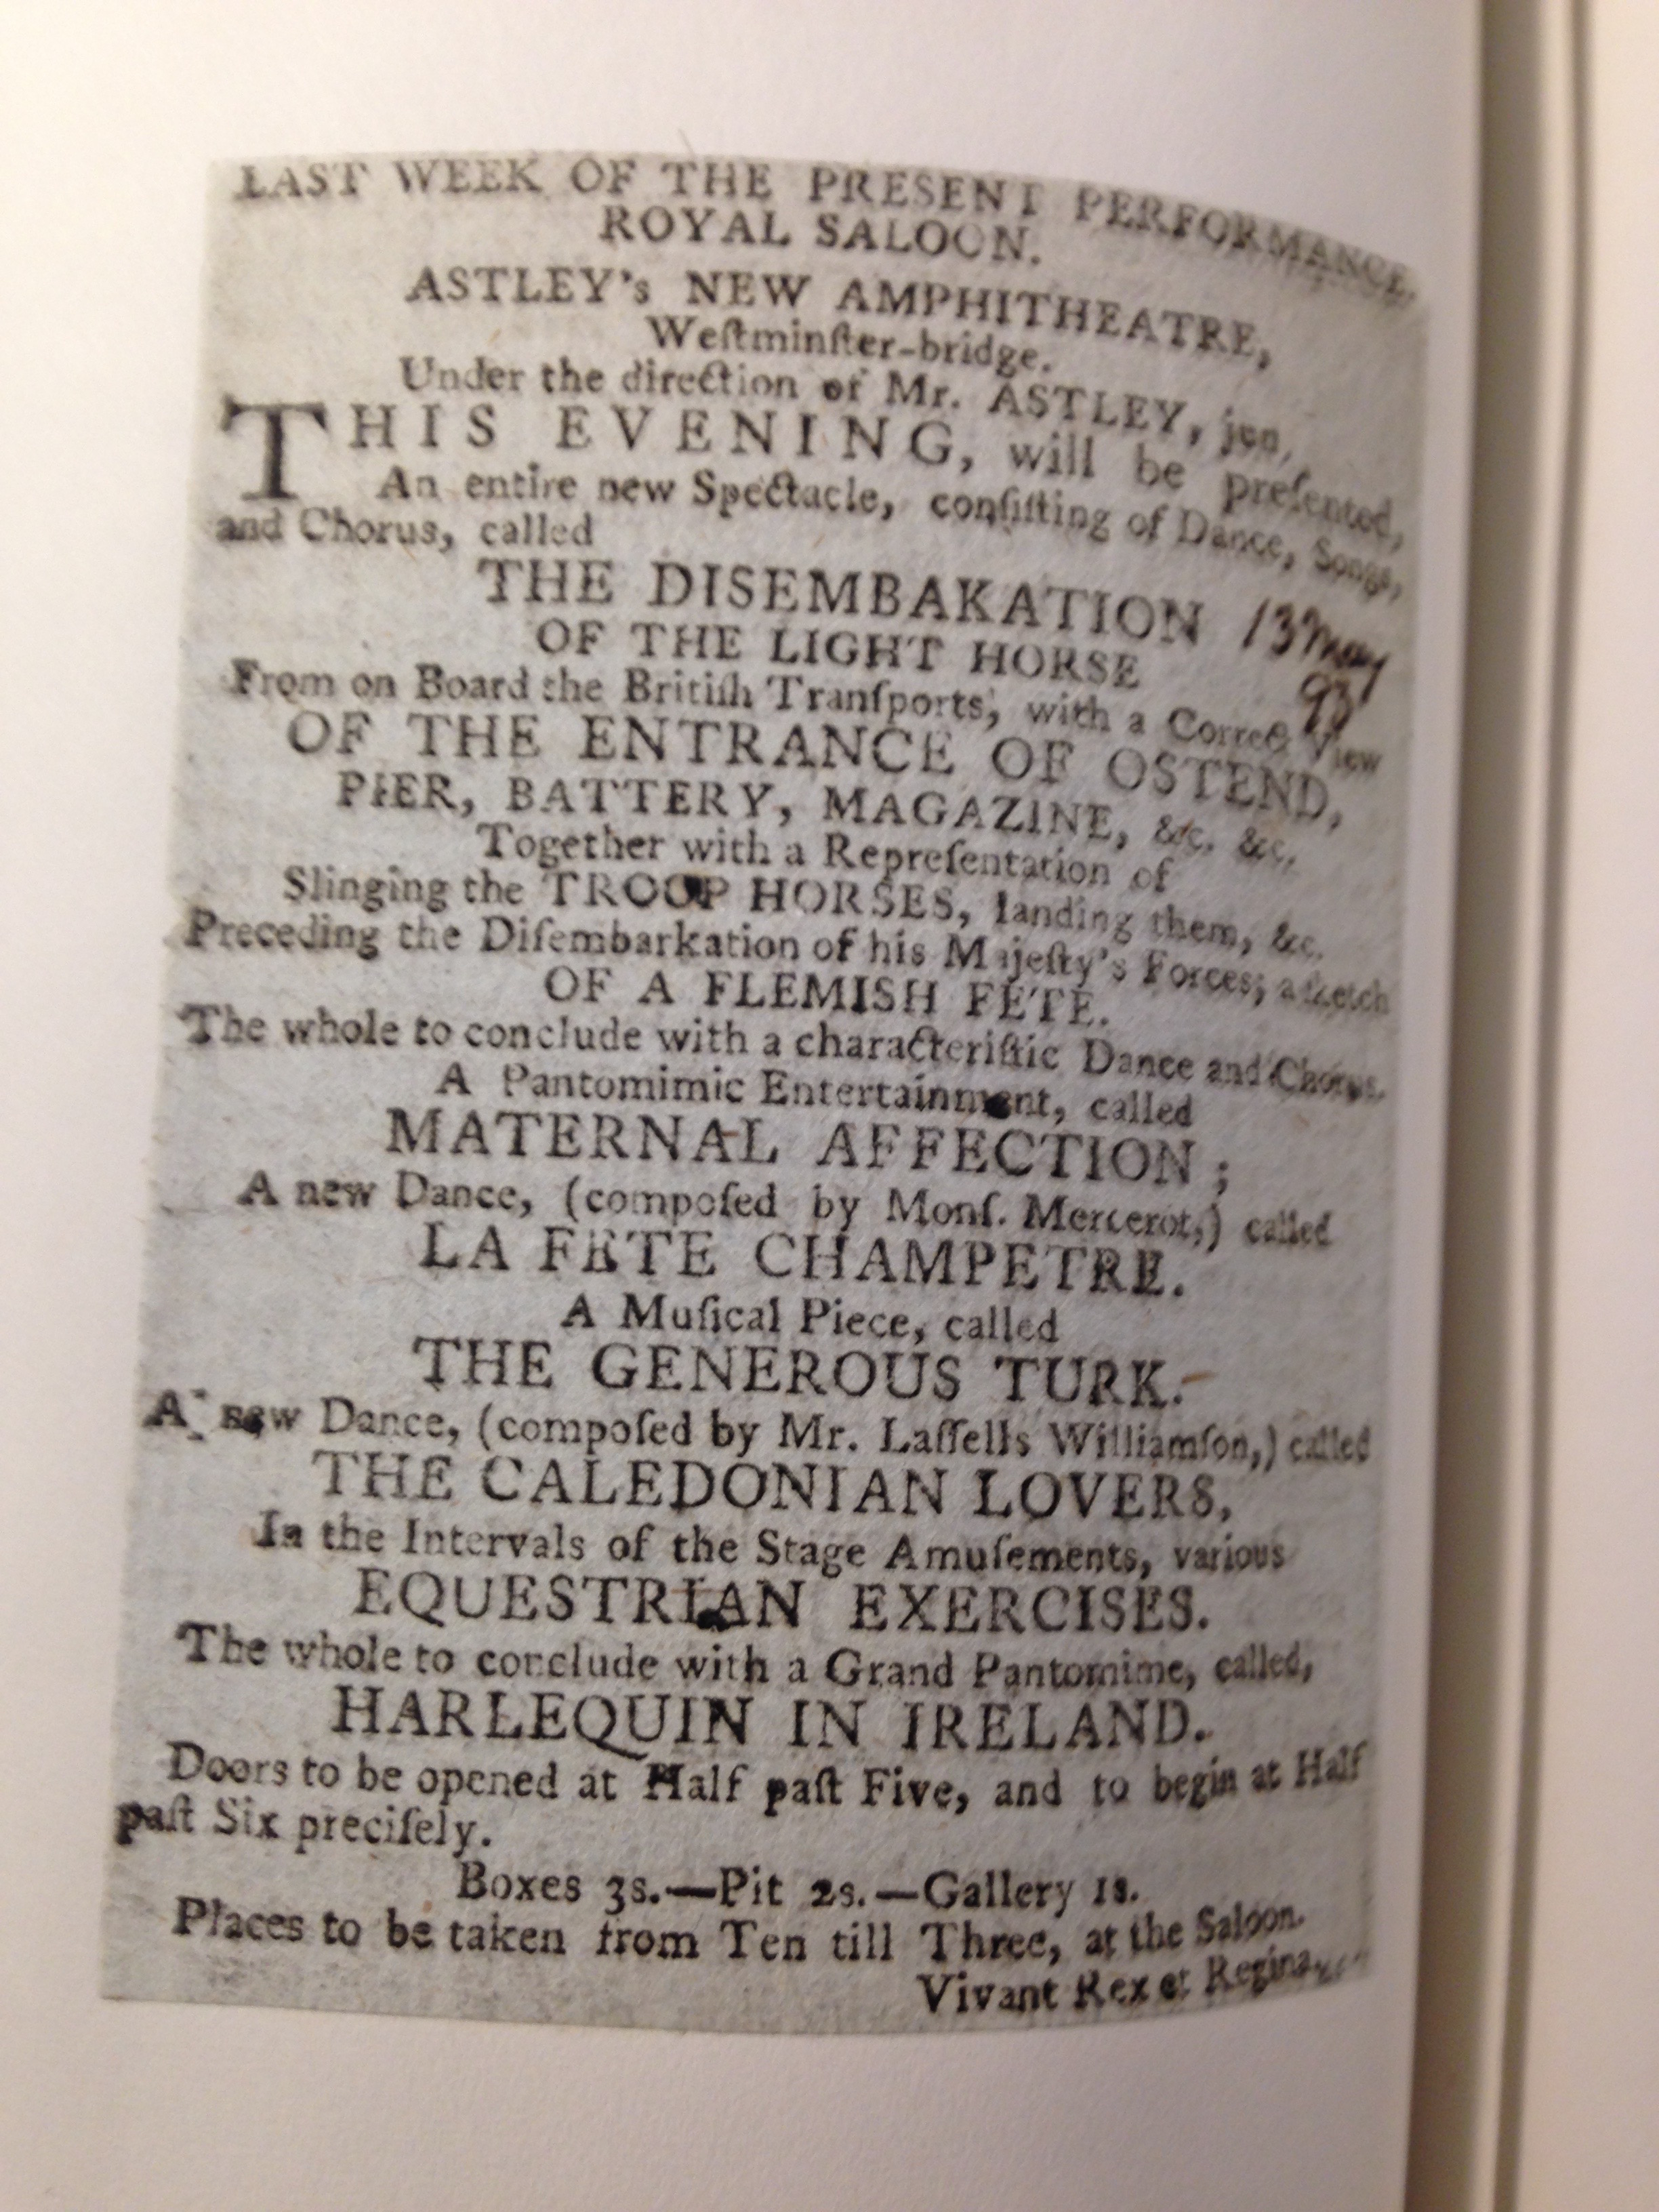 LAST WEEK OF THE PRESENT PERFORMANCE,
ROYAL SALOON.
ASTLEY's NEW AMPHITHEATRE,
Weſtminſter-bridge.
Under the direction of Mr. ASTLEY, jun,
THIS EVENING, will be preſented,
An entire new Spectacle, conſiſting of Dance, Songs,
and Chorus, called
THE DISEMBAKATION
13 May
OF THE LIGHT HORSE
93
From on Board the Britiſh Tranſports, with a Correct View
OF THE ENTRANCE OF OSTEND,
PIER, BATTERY, MAGAZINE, &c. &c.
Together with a Repreſentation of
Slinging the TROOP HORSES, landing them, &c.
Preceding the Diſembarkation of his Majeſty's Forces; a ſketch
OF A FLEMISH FETE.
The whole to conclude with a characteriſtic Dance and Chorus.
A Pantomimic Entertainment, called
MATERNAL AFFECTION;
A new Dance, (compoſed by Monſ. Mercerot,) called
LA FETE CHAMPETRE.
A Muſical Piece, called
THE GENEROUS TURK.
A new Dance, (compoſed by Mr. Laſſells Williamſon,) called
THE CALEDONIAN LOVERS,
In the Intervals of the Stage Amuſements, various
EQUESTRIAN EXERCISES.
The whole to conclude with a Grand Pantomime, called,
HARLEQUIN IN IRELAND.
Doors to be opened at Half paſt Five, and to begin at Half
paſt Six preciſely.
Boxes 3s.—Pit 2s.—Gallery 1s.
Places to be taken from Ten till Three, at the Saloon.
Vivant Rex et Regina